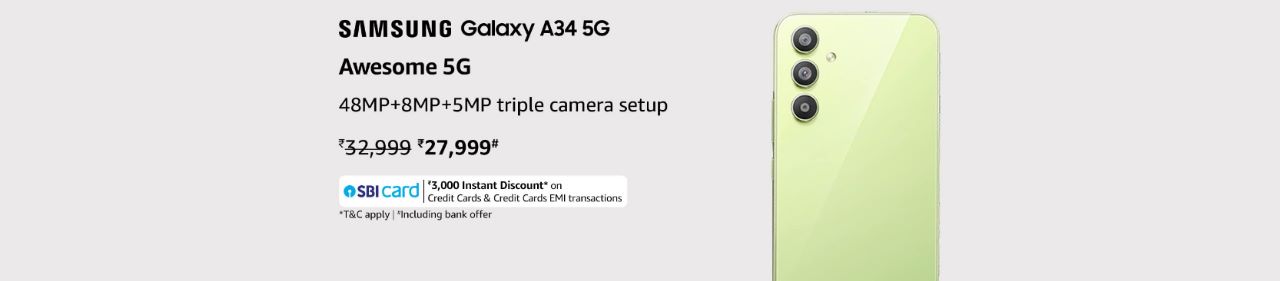 SAMSUNG Galaxy A34 5G
Awesome 5G
48MP+8MP+5MP triple camera setup
₹32,999 ₹27,999#
SBI card | ₹3,000 Instant Discount* on
Credit Cards & Credit Cards EMI transactions
*T&C apply | #Including bank offer